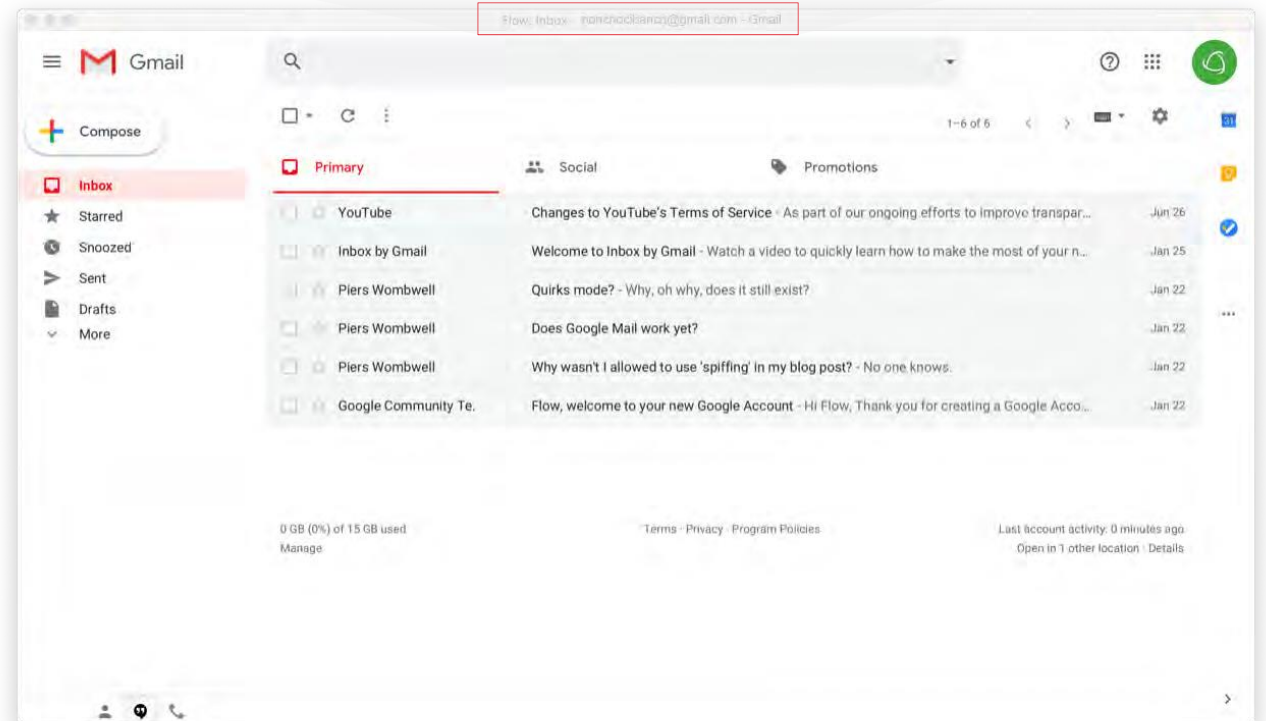 Flow: Inbox - @gmail.com - Gmail
Gmail
Compose
1-6 of 6
31
Primary Social Promotions
Inbox
Starred
Snoozed
Sent
Drafts
More
YouTube Changes to YouTube's Terms of Service - As part of our ongoing efforts to improve transpar... Jun 26
Inbox by Gmail Welcome to Inbox by Gmail - Watch a video to quickly learn how to make the most of your n... Jan 25
Piers Wombwell Quirks mode? - Why, oh why, does it still exist? Jan 22
Piers Wombwell Does Google Mail work yet? Jan 22
Piers Wombwell Why wasn't I allowed to use 'spiffing' in my blog post? - No one knows. Jan 22
Google Community Te. Flow, welcome to your new Google Account - Hi Flow, Thank you for creating a Google Acco... Jan 22
0 GB (0%) of 15 GB used Terms · Privacy · Program Policies Last account activity: 0 minutes ago
Manage Open in 1 other location · Details